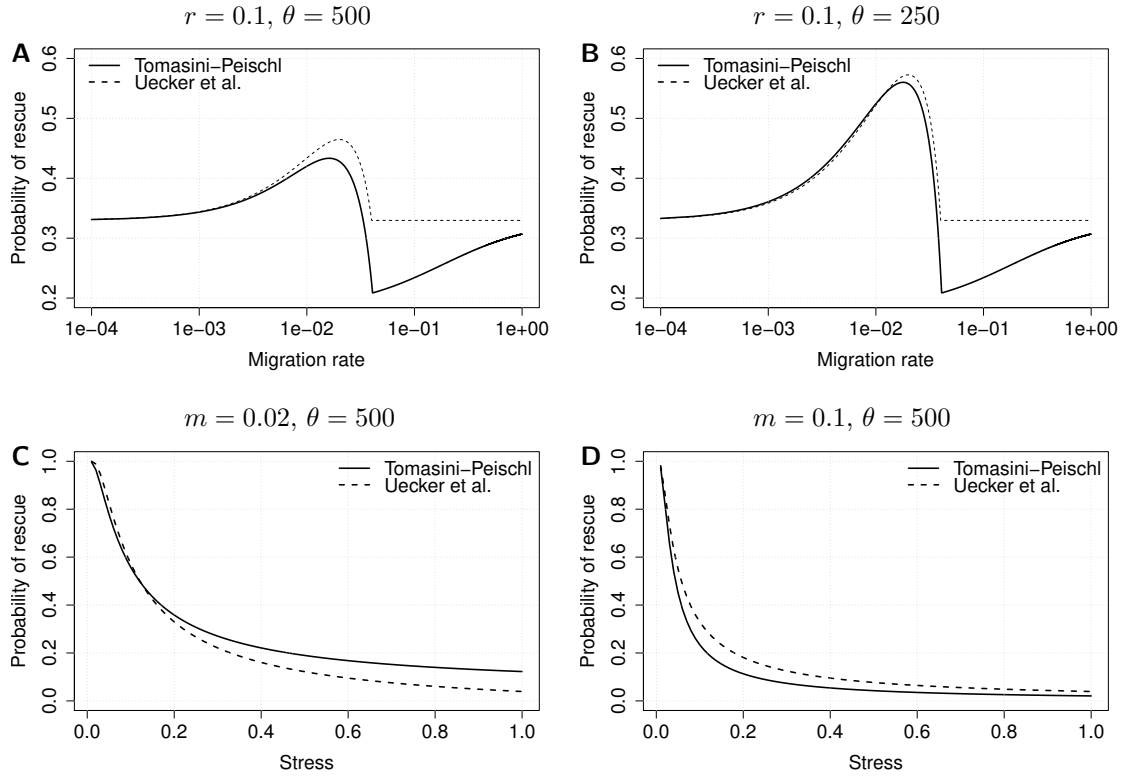 r = 0.1, θ = 500
A
Tomasini−Peischl
Uecker et al.
Probability of rescue
0.6
0.5
0.4
0.3
0.2
1e−04 1e−03 1e−02 1e−01 1e+00
Migration rate
r = 0.1, θ = 250
B
Tomasini−Peischl
Uecker et al.
Probability of rescue
0.6
0.5
0.4
0.3
0.2
1e−04 1e−03 1e−02 1e−01 1e+00
Migration rate
m = 0.02, θ = 500
C
Tomasini−Peischl
Uecker et al.
Probability of rescue
1.0
0.8
0.6
0.4
0.2
0.0
0.0 0.2 0.4 0.6 0.8 1.0
Stress
m = 0.1, θ = 500
D
Tomasini−Peischl
Uecker et al.
Probability of rescue
1.0
0.8
0.6
0.4
0.2
0.0
0.0 0.2 0.4 0.6 0.8 1.0
Stress